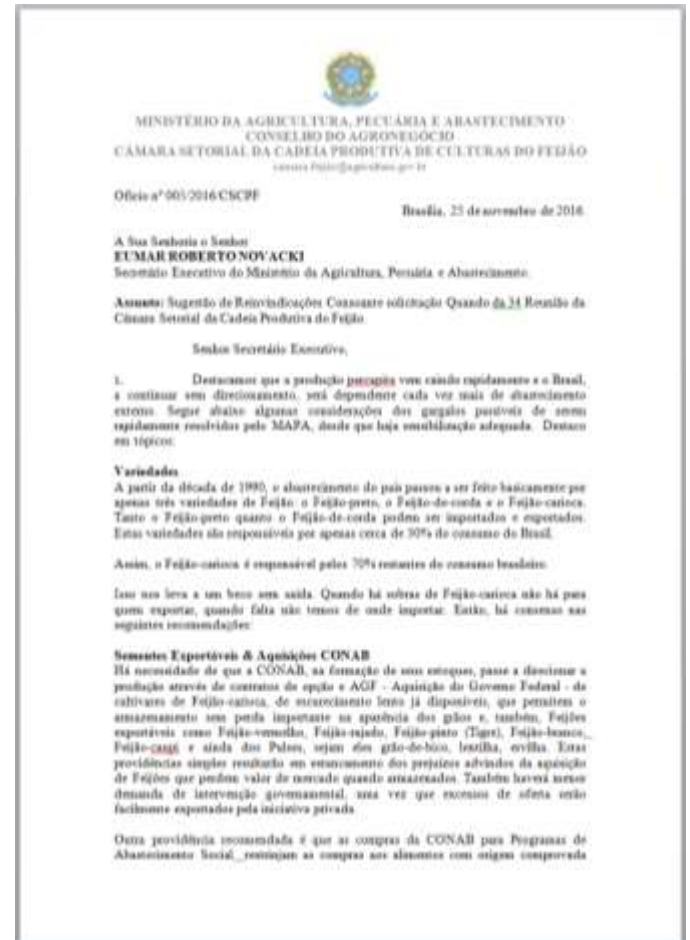 MINISTÉRIO DA AGRICULTURA, PECUÁRIA E ABASTECIMENTO
CONSELHO DO AGRONEGÓCIO
CÂMARA SETORIAL DA CADEIA PRODUTIVA DE CULTURAS DO FEIJÃO
Ofício nº 005/2016/CSCPF
Brasília, 25 de novembro de 2016.
A Sua Senhoria o Senhor
EUMAR ROBERTO NOVACKI
Secretário Executivo do Ministério da Agricultura, Pecuária e Abastecimento.
Assunto: Sugestão de Reinvindicações Consoante solicitação Quando da 34 Reunião da
Câmara Setorial da Cadeia Produtiva do Feijão
Senhor Secretário Executivo,
1. Destacamos que a produção percapita vem caindo rapidamente e o Brasil,
a continuar sem direcionamento, será dependente cada vez mais de abastecimento
externo. Segue abaixo algumas considerações dos gargalos passíveis de serem
rapidamente resolvidos pelo MAPA, desde que haja sensibilização adequada. Destaco
em tópicos:
Variedades
A partir da década de 1990, o abastecimento do país passou a ser feito basicamente por
apenas três variedades de Feijão: o Feijão-preto, o Feijão-de-corda e o Feijão-carioca.
Tanto o Feijão-preto quanto o Feijão-de-corda podem ser importados e exportados.
Estas variedades são responsáveis por apenas cerca de 30% do consumo do Brasil.
Assim, o Feijão-carioca é responsável pelos 70% restantes do consumo brasileiro.
Isso nos leva a um beco sem saída. Quando há sobras de Feijão-carioca não há para
quem exportar, quando falta não temos de onde importar. Então, há consenso nas
seguintes recomendações:
Sementes Exportáveis & Aquisições CONAB
Há necessidade de que a CONAB, na formação de seus estoques, passe a direcionar a
produção através de contratos de opção e AGF - Aquisição do Governo Federal - de
cultivares de Feijão-carioca, de escurecimento lento já disponíveis, que permitem o
armazenamento sem perda importante na aparência dos grãos e, também, Feijões
exportáveis como Feijão-vermelho, Feijão-rajado, Feijão-pinto (Tigre), Feijão-branco,
Feijão-caupi e ainda dos Pulses, sejam eles grão-de-bico, lentilha, ervilha. Estas
providências simples resultarão em estancamento dos prejuízos advindos da aquisição
de Feijões que perdem valor de mercado quando armazenados. Também haverá menor
demanda de intervenção governamental, uma vez que excessos de oferta serão
facilmente exportados pela iniciativa privada.
Outra providência recomendada é que as compras da CONAB para Programas de
Abastecimento Social, restrinjam as compras aos alimentos com origem comprovada